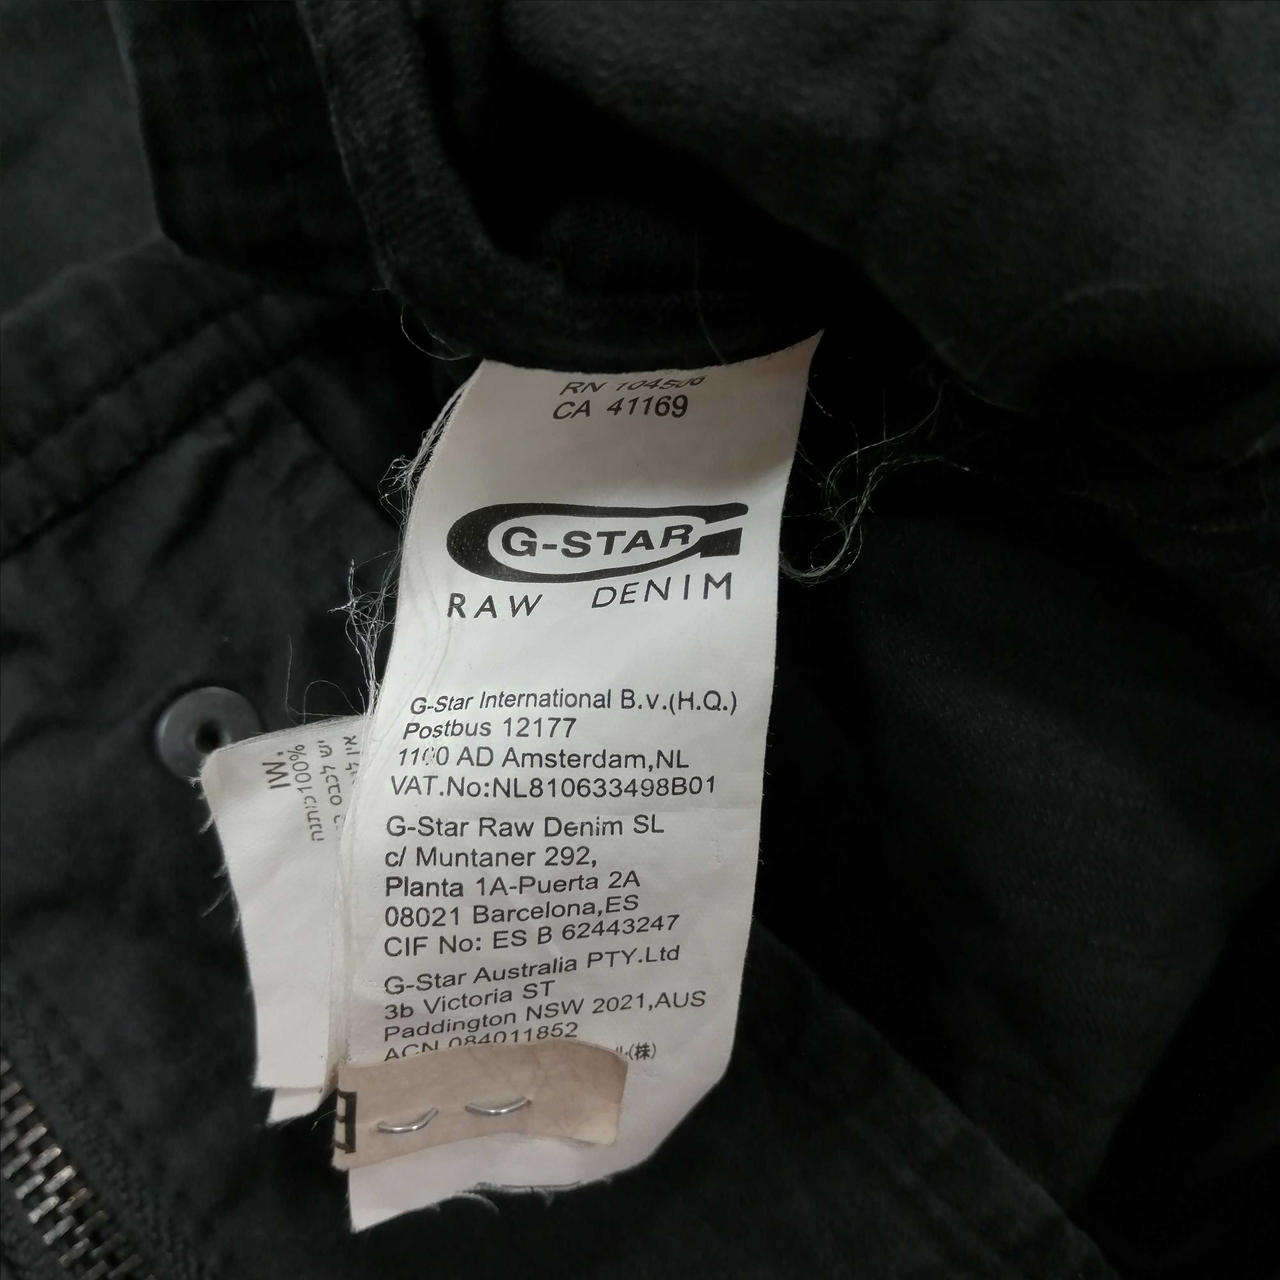 RN 104506
CA 41169
G-STAR
RAW DENIM
G-Star International B.v.(H.Q.)
Postbus 12177
1100 AD Amsterdam,NL
VAT.No:NL810633498B01
G-Star Raw Denim SL
c/ Muntaner 292,
Planta 1A-Puerta 2A
08021 Barcelona,ES
CIF No: ES B 62443247
G-Star Australia PTY.Ltd
3b Victoria ST
Paddington NSW 2021,AUS
ACN 084011852
(株)
100%